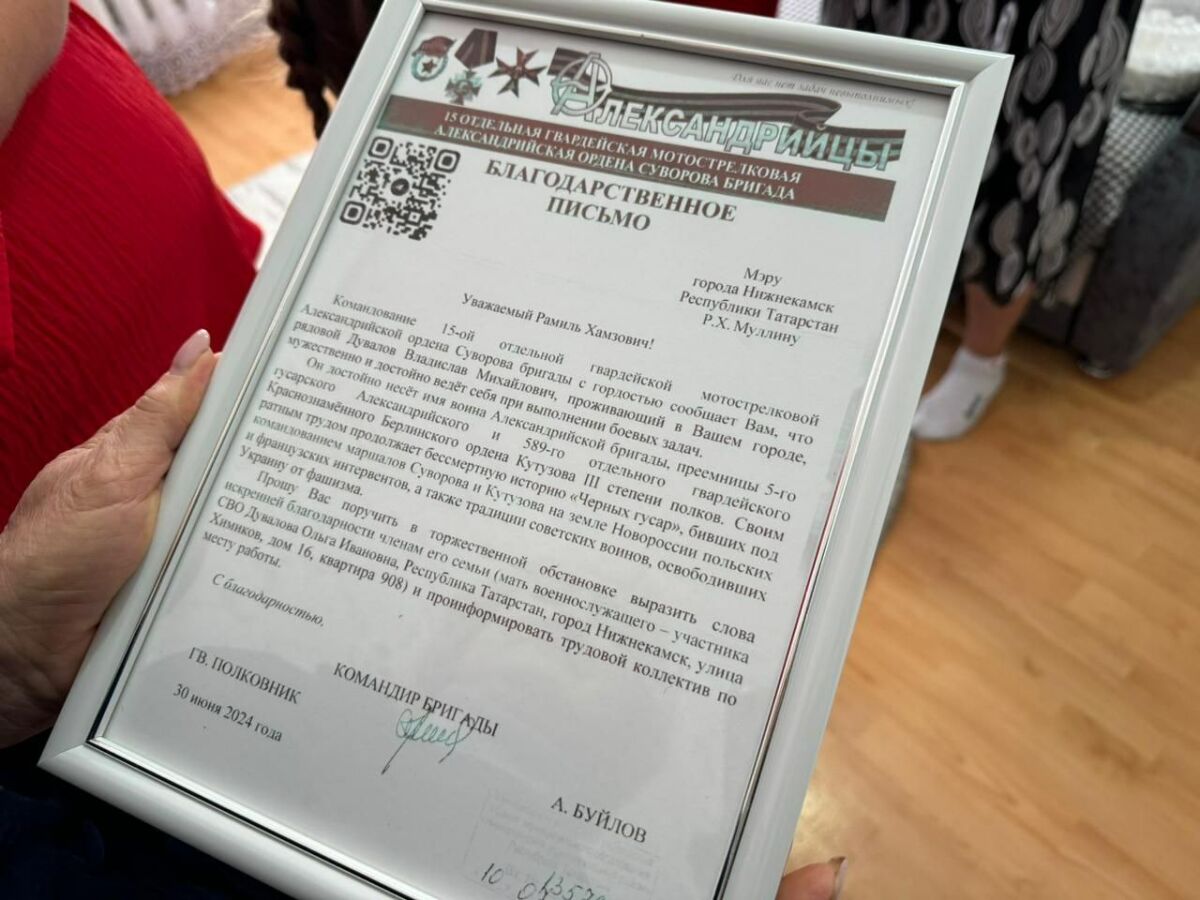 Для нас нет задач невыполнимых!
АЛЕКСАНДРИЙЦЫ
15 ОТДЕЛЬНАЯ ГВАРДЕЙСКАЯ МОТОСТРЕЛКОВАЯ
АЛЕКСАНДРИЙСКАЯ ОРДЕНА СУВОРОВА БРИГАДА
БЛАГОДАРСТВЕННОЕ
ПИСЬМО
Мэру
города Нижнекамск
Республики Татарстан
Р.Х. Муллину
Уважаемый Рамиль Хамзович!
Командование 15-ой отдельной гвардейской мотострелковой
Александрийской ордена Суворова бригады с гордостью сообщает Вам, что
рядовой Дувалов Владислав Михайлович, проживающий в Вашем городе,
мужественно и достойно ведёт себя при выполнении боевых задач.
Он достойно несёт имя воина Александрийской бригады, преемницы 5-го
гусарского Александрийского и 589-го отдельного гвардейского
Краснознамённого Берлинского ордена Кутузова III степени полков. Своим
ратным трудом продолжает бессмертную историю «Черных гусар», бивших под
командованием маршалов Суворова и Кутузова на земле Новороссии польских
и французских интервентов, а также традиции советских воинов, освободивших
Украину от фашизма.
Прошу Вас поручить в торжественной обстановке выразить слова
искренней благодарности членам его семьи (мать военнослужащего – участника
СВО Дувалова Ольга Ивановна, Республика Татарстан, город Нижнекамск, улица
Химиков, дом 16, квартира 908) и проинформировать трудовой коллектив по
месту работы.
С благодарностью,
КОМАНДИР БРИГАДЫ
ГВ. ПОЛКОВНИК
А. БУЙЛОВ
30 июня 2024 года